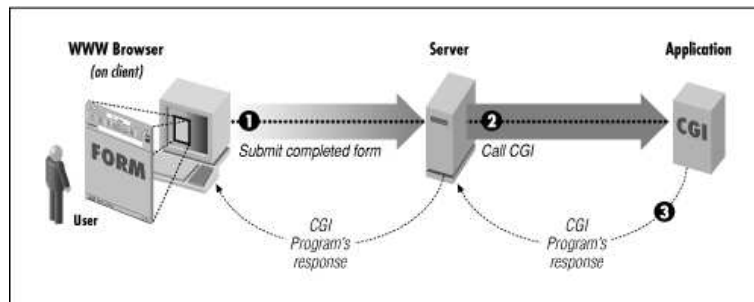 WWW Browser
(on client)
Server
Application
FORM
User
1
Submit completed form
2
Call CGI
CGI
3
CGI
Program's
response
CGI
Program's
response